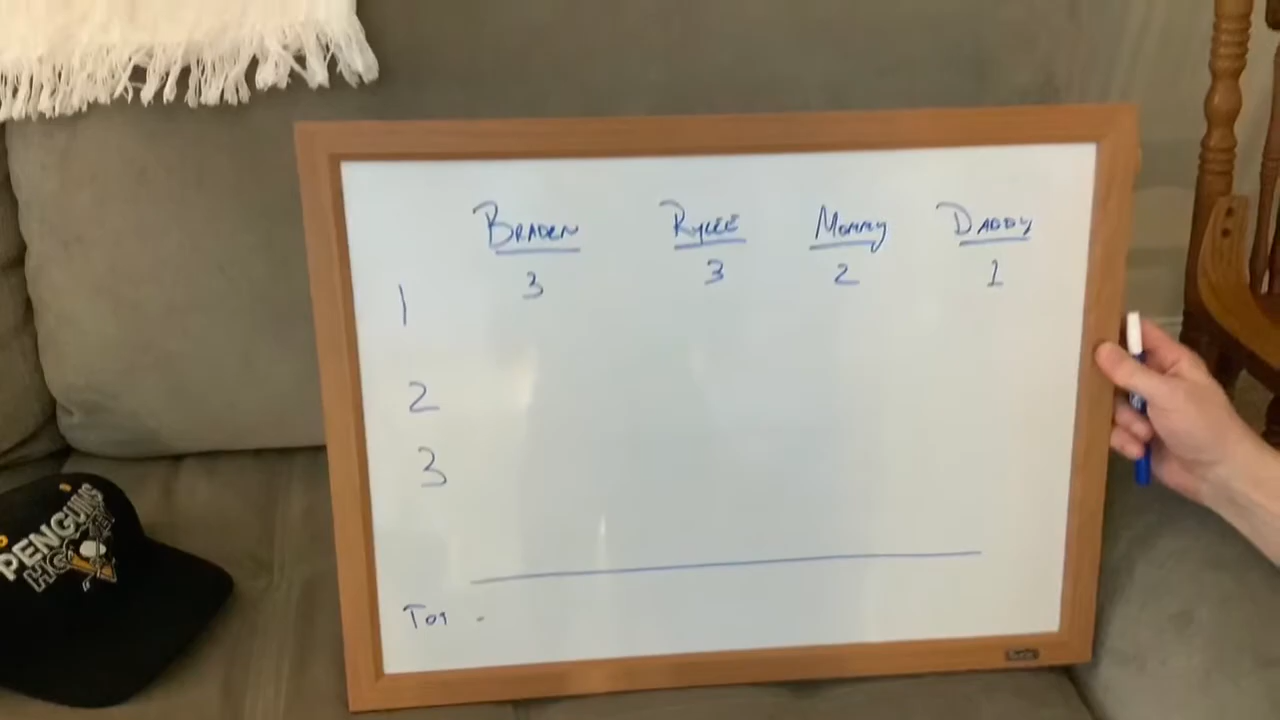 BRADEN RYLEE MOMMY DADDY
1 3 3 2 1
2
3
TOT -
PENGUINS
HOCKEY